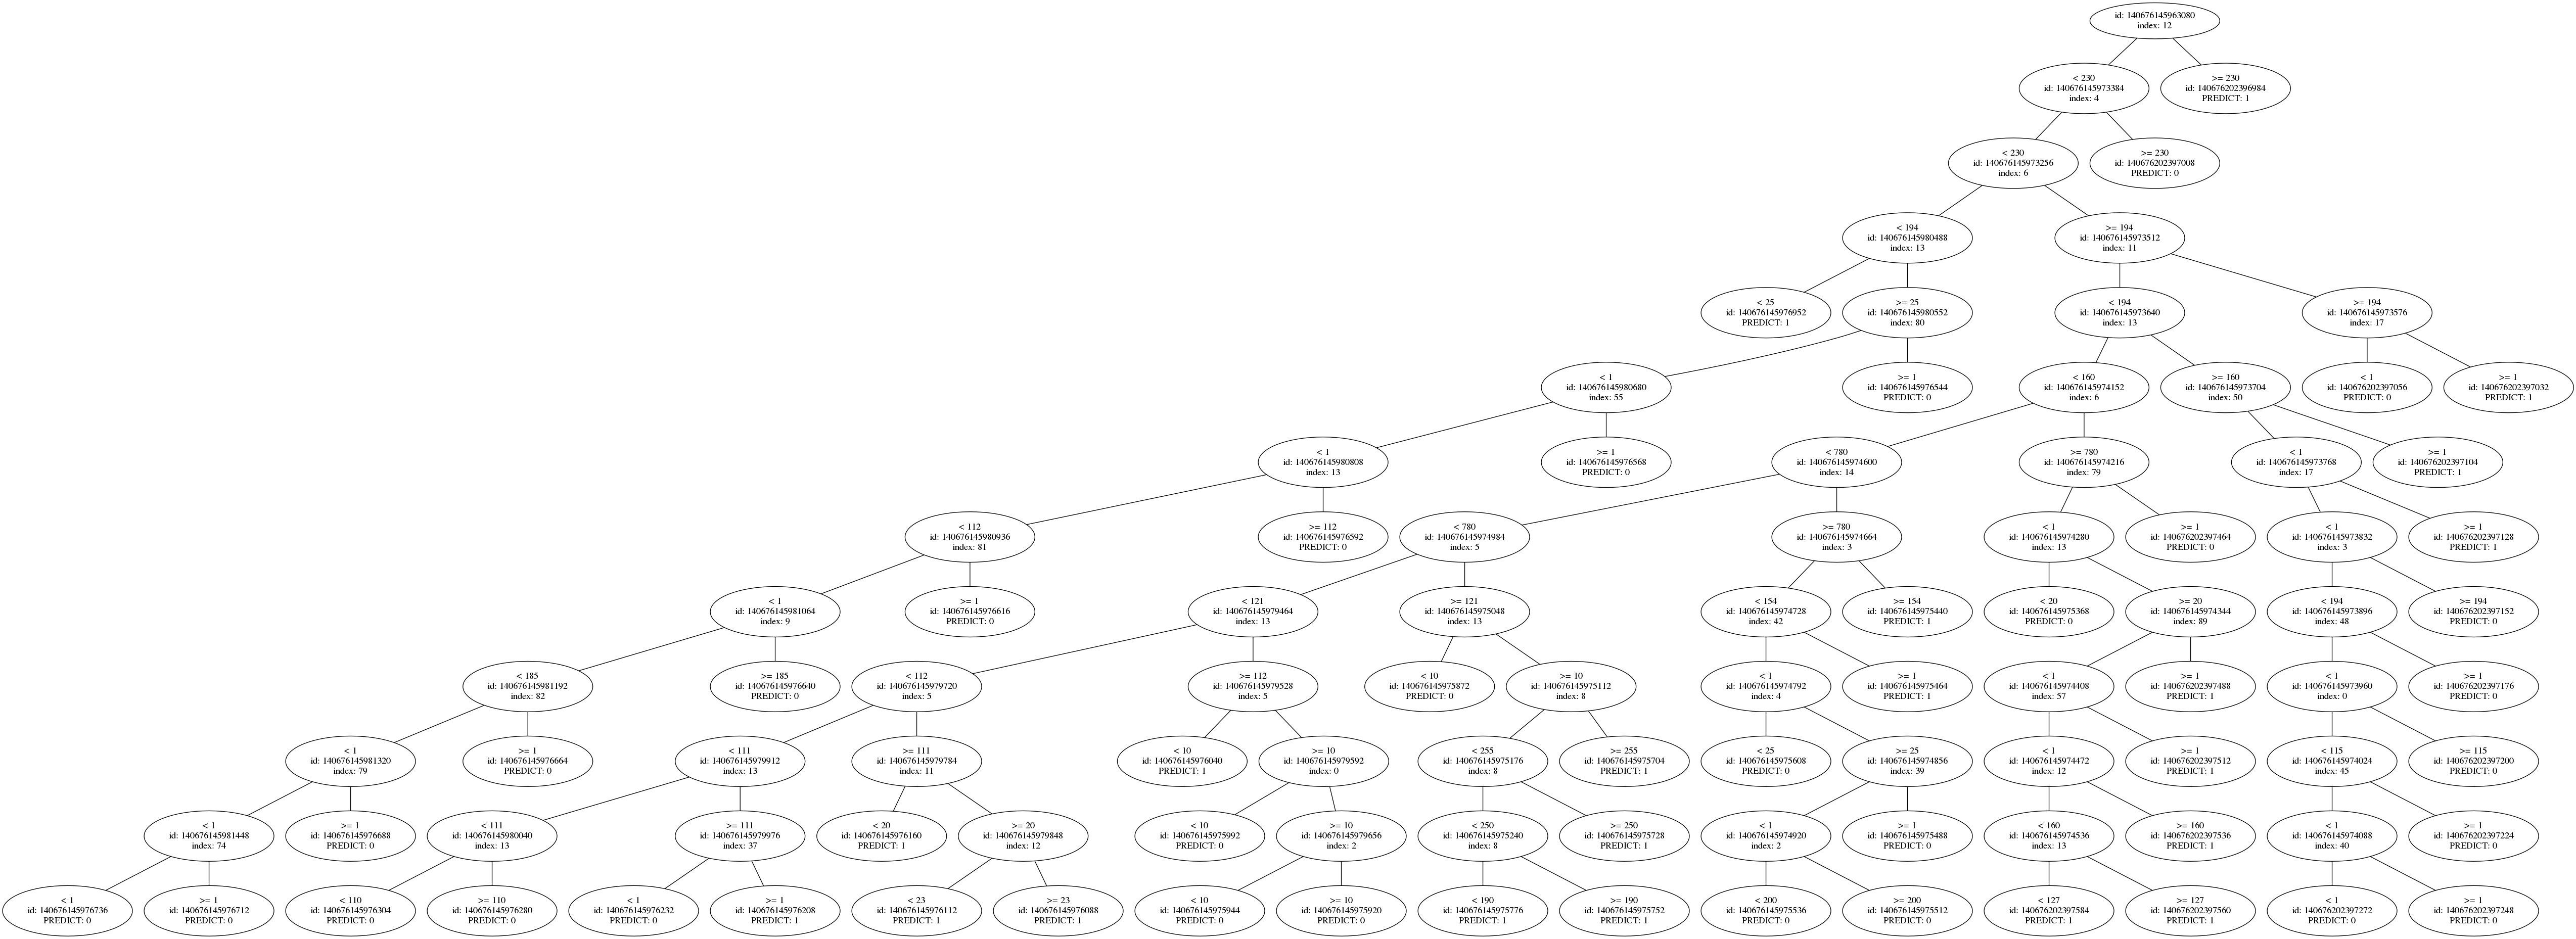 id: 140676145963080
index: 12
< 230
id: 140676145973384
index: 4
>= 230
id: 140676202396984
PREDICT: 1
< 230
id: 140676145973256
index: 6
>= 230
id: 140676202397008
PREDICT: 0
< 194
id: 140676145980488
index: 13
>= 194
id: 140676145973512
index: 11
< 25
id: 140676145976952
PREDICT: 1
>= 25
id: 140676145980552
index: 80
< 194
id: 140676145973640
index: 13
>= 194
id: 140676145973576
index: 17
< 1
id: 140676145980680
index: 55
>= 1
id: 140676145976544
PREDICT: 0
< 160
id: 140676145974152
index: 6
>= 160
id: 140676145973704
index: 50
< 1
id: 140676202397056
PREDICT: 0
>= 1
id: 140676202397032
PREDICT: 1
< 1
id: 140676145980808
index: 13
>= 1
id: 140676145976568
PREDICT: 0
< 780
id: 140676145974600
index: 14
>= 780
id: 140676145974216
index: 79
< 1
id: 140676145973768
index: 17
>= 1
id: 140676202397104
PREDICT: 1
< 112
id: 140676145980936
index: 81
>= 112
id: 140676145976592
PREDICT: 0
< 780
id: 140676145974984
index: 5
>= 780
id: 140676145974664
index: 3
< 1
id: 140676145974280
index: 13
>= 1
id: 140676202397464
PREDICT: 0
< 1
id: 140676145973832
index: 3
>= 1
id: 140676202397128
PREDICT: 1
< 1
id: 140676145981064
index: 9
>= 1
id: 140676145976616
PREDICT: 0
< 121
id: 140676145979464
index: 13
>= 121
id: 140676145975048
index: 13
< 154
id: 140676145974728
index: 42
>= 154
id: 140676145975440
PREDICT: 1
< 20
id: 140676145975368
PREDICT: 0
>= 20
id: 140676145974344
index: 89
< 194
id: 140676145973896
index: 48
>= 194
id: 140676202397152
PREDICT: 0
< 185
id: 140676145981192
index: 82
>= 185
id: 140676145976640
PREDICT: 0
< 112
id: 140676145979720
index: 5
>= 112
id: 140676145979528
index: 5
< 10
id: 140676145975872
PREDICT: 0
>= 10
id: 140676145975112
index: 8
< 1
id: 140676145974792
index: 4
>= 1
id: 140676145975464
PREDICT: 1
< 1
id: 140676145974408
index: 57
>= 1
id: 140676202397488
PREDICT: 1
< 1
id: 140676145973960
index: 0
>= 1
id: 140676202397176
PREDICT: 0
< 1
id: 140676145981320
index: 79
>= 1
id: 140676145976664
PREDICT: 0
< 111
id: 140676145979912
index: 13
>= 111
id: 140676145979784
index: 11
< 10
id: 140676145976040
PREDICT: 1
>= 10
id: 140676145979592
index: 0
< 255
id: 140676145975176
index: 8
>= 255
id: 140676145975704
PREDICT: 1
< 25
id: 140676145975608
PREDICT: 0
>= 25
id: 140676145974856
index: 39
< 1
id: 140676145974472
index: 12
>= 1
id: 140676202397512
PREDICT: 1
< 115
id: 140676145974024
index: 45
>= 115
id: 140676202397200
PREDICT: 0
< 1
id: 140676145981448
index: 74
>= 1
id: 140676145976688
PREDICT: 0
< 111
id: 140676145980040
index: 13
>= 111
id: 140676145979976
index: 37
< 20
id: 140676145976160
PREDICT: 1
>= 20
id: 140676145979848
index: 12
< 10
id: 140676145975992
PREDICT: 0
>= 10
id: 140676145979656
index: 2
< 250
id: 140676145975240
index: 8
>= 250
id: 140676145975728
PREDICT: 1
< 1
id: 140676145974920
index: 2
>= 1
id: 140676145975488
PREDICT: 0
< 160
id: 140676145974536
index: 13
>= 160
id: 140676202397536
PREDICT: 1
< 1
id: 140676145974088
index: 40
>= 1
id: 140676202397224
PREDICT: 0
< 1
id: 140676145976736
PREDICT: 0
>= 1
id: 140676145976712
PREDICT: 0
< 110
id: 140676145976304
PREDICT: 0
>= 110
id: 140676145976280
PREDICT: 0
< 1
id: 140676145976232
PREDICT: 0
>= 1
id: 140676145976208
PREDICT: 1
< 23
id: 140676145976112
PREDICT: 1
>= 23
id: 140676145976088
PREDICT: 1
< 10
id: 140676145975944
PREDICT: 0
>= 10
id: 140676145975920
PREDICT: 0
< 190
id: 140676145975776
PREDICT: 1
>= 190
id: 140676145975752
PREDICT: 1
< 200
id: 140676145975536
PREDICT: 0
>= 200
id: 140676145975512
PREDICT: 0
< 127
id: 140676202397584
PREDICT: 1
>= 127
id: 140676202397560
PREDICT: 1
< 1
id: 140676202397272
PREDICT: 0
>= 1
id: 140676202397248
PREDICT: 0